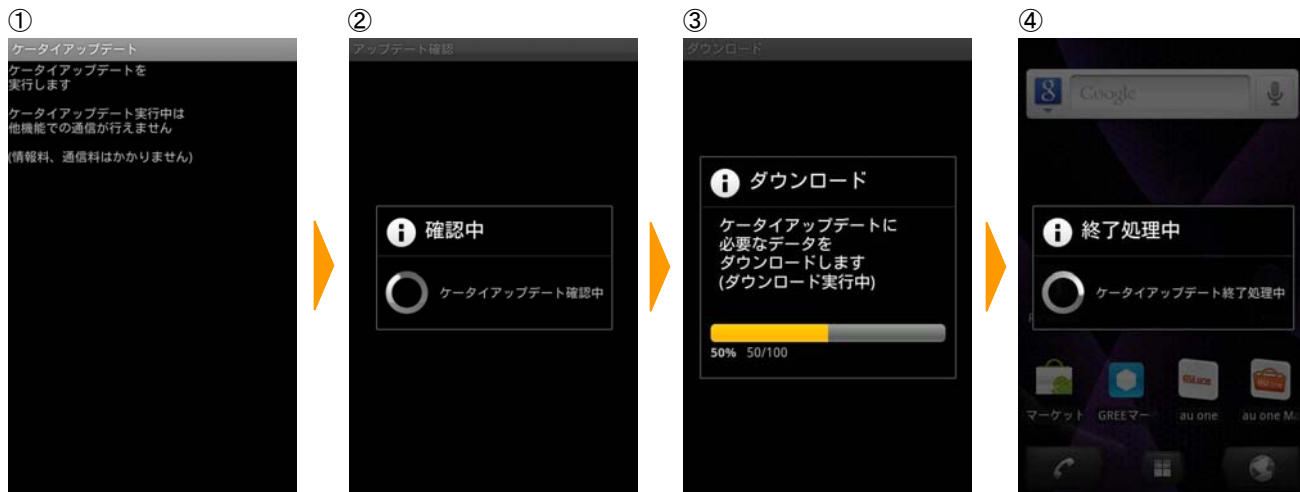 ①
ケータイアップデート
ケータイアップデートを
実行します
ケータイアップデート実行中は
他機能での通信が行えません
(情報料、通信料はかかりません)
②
アップデート確認
確認中
ケータイアップデート確認中
③
ダウンロード
ダウンロード
ケータイアップデートに
必要なデータを
ダウンロードします
(ダウンロード実行中)
50% 50/100
④
8 Google
終了処理中
ケータイアップデート終了処理中
マーケット GREEマー au one au one M